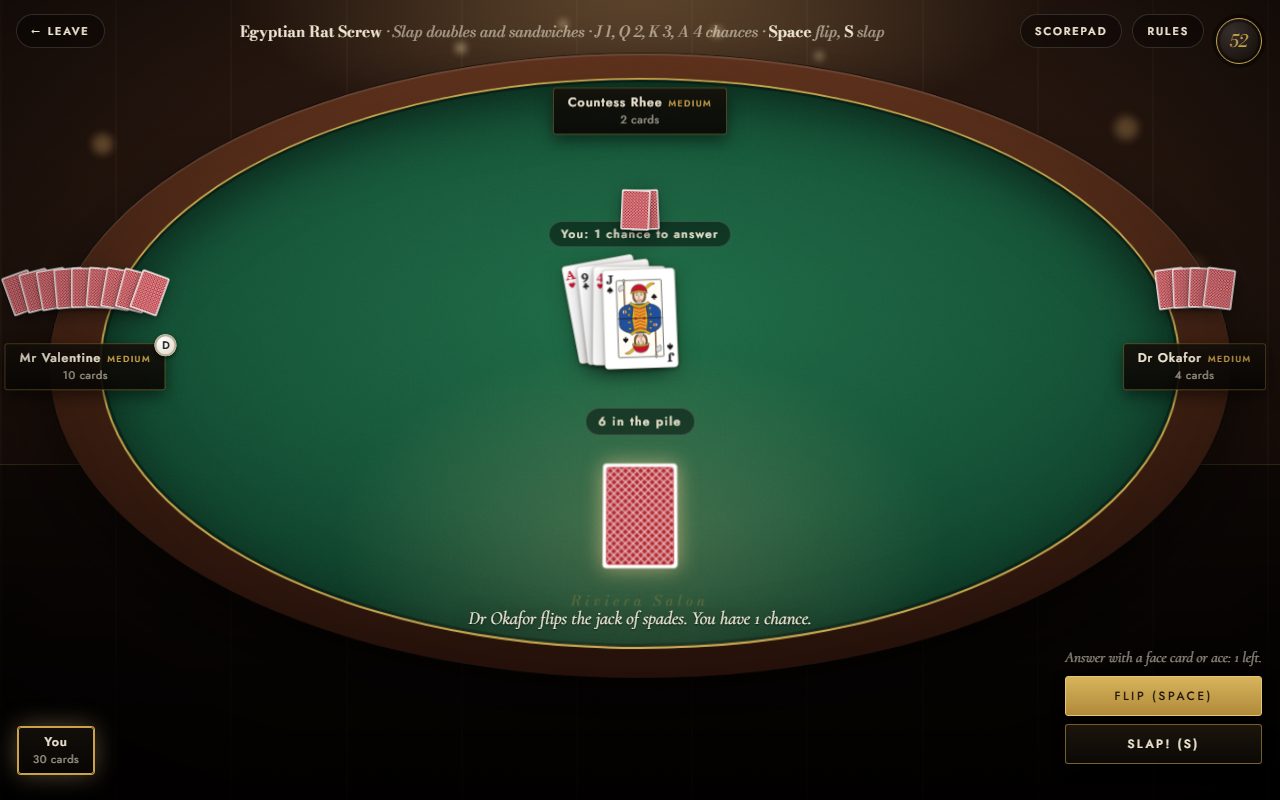 ← LEAVE
Egyptian Rat Screw · Slap doubles and sandwiches · J 1, Q 2, K 3, A 4 chances · Space flip, S slap
SCOREPAD
RULES
52
Countess Rhee MEDIUM
2 cards
You: 1 chance to answer
A
9
4
J
J
Mr Valentine MEDIUM
10 cards
D
Dr Okafor MEDIUM
4 cards
6 in the pile
Riviera Salon
Dr Okafor flips the jack of spades. You have 1 chance.
Answer with a face card or ace: 1 left.
FLIP (SPACE)
SLAP! (S)
You
30 cards